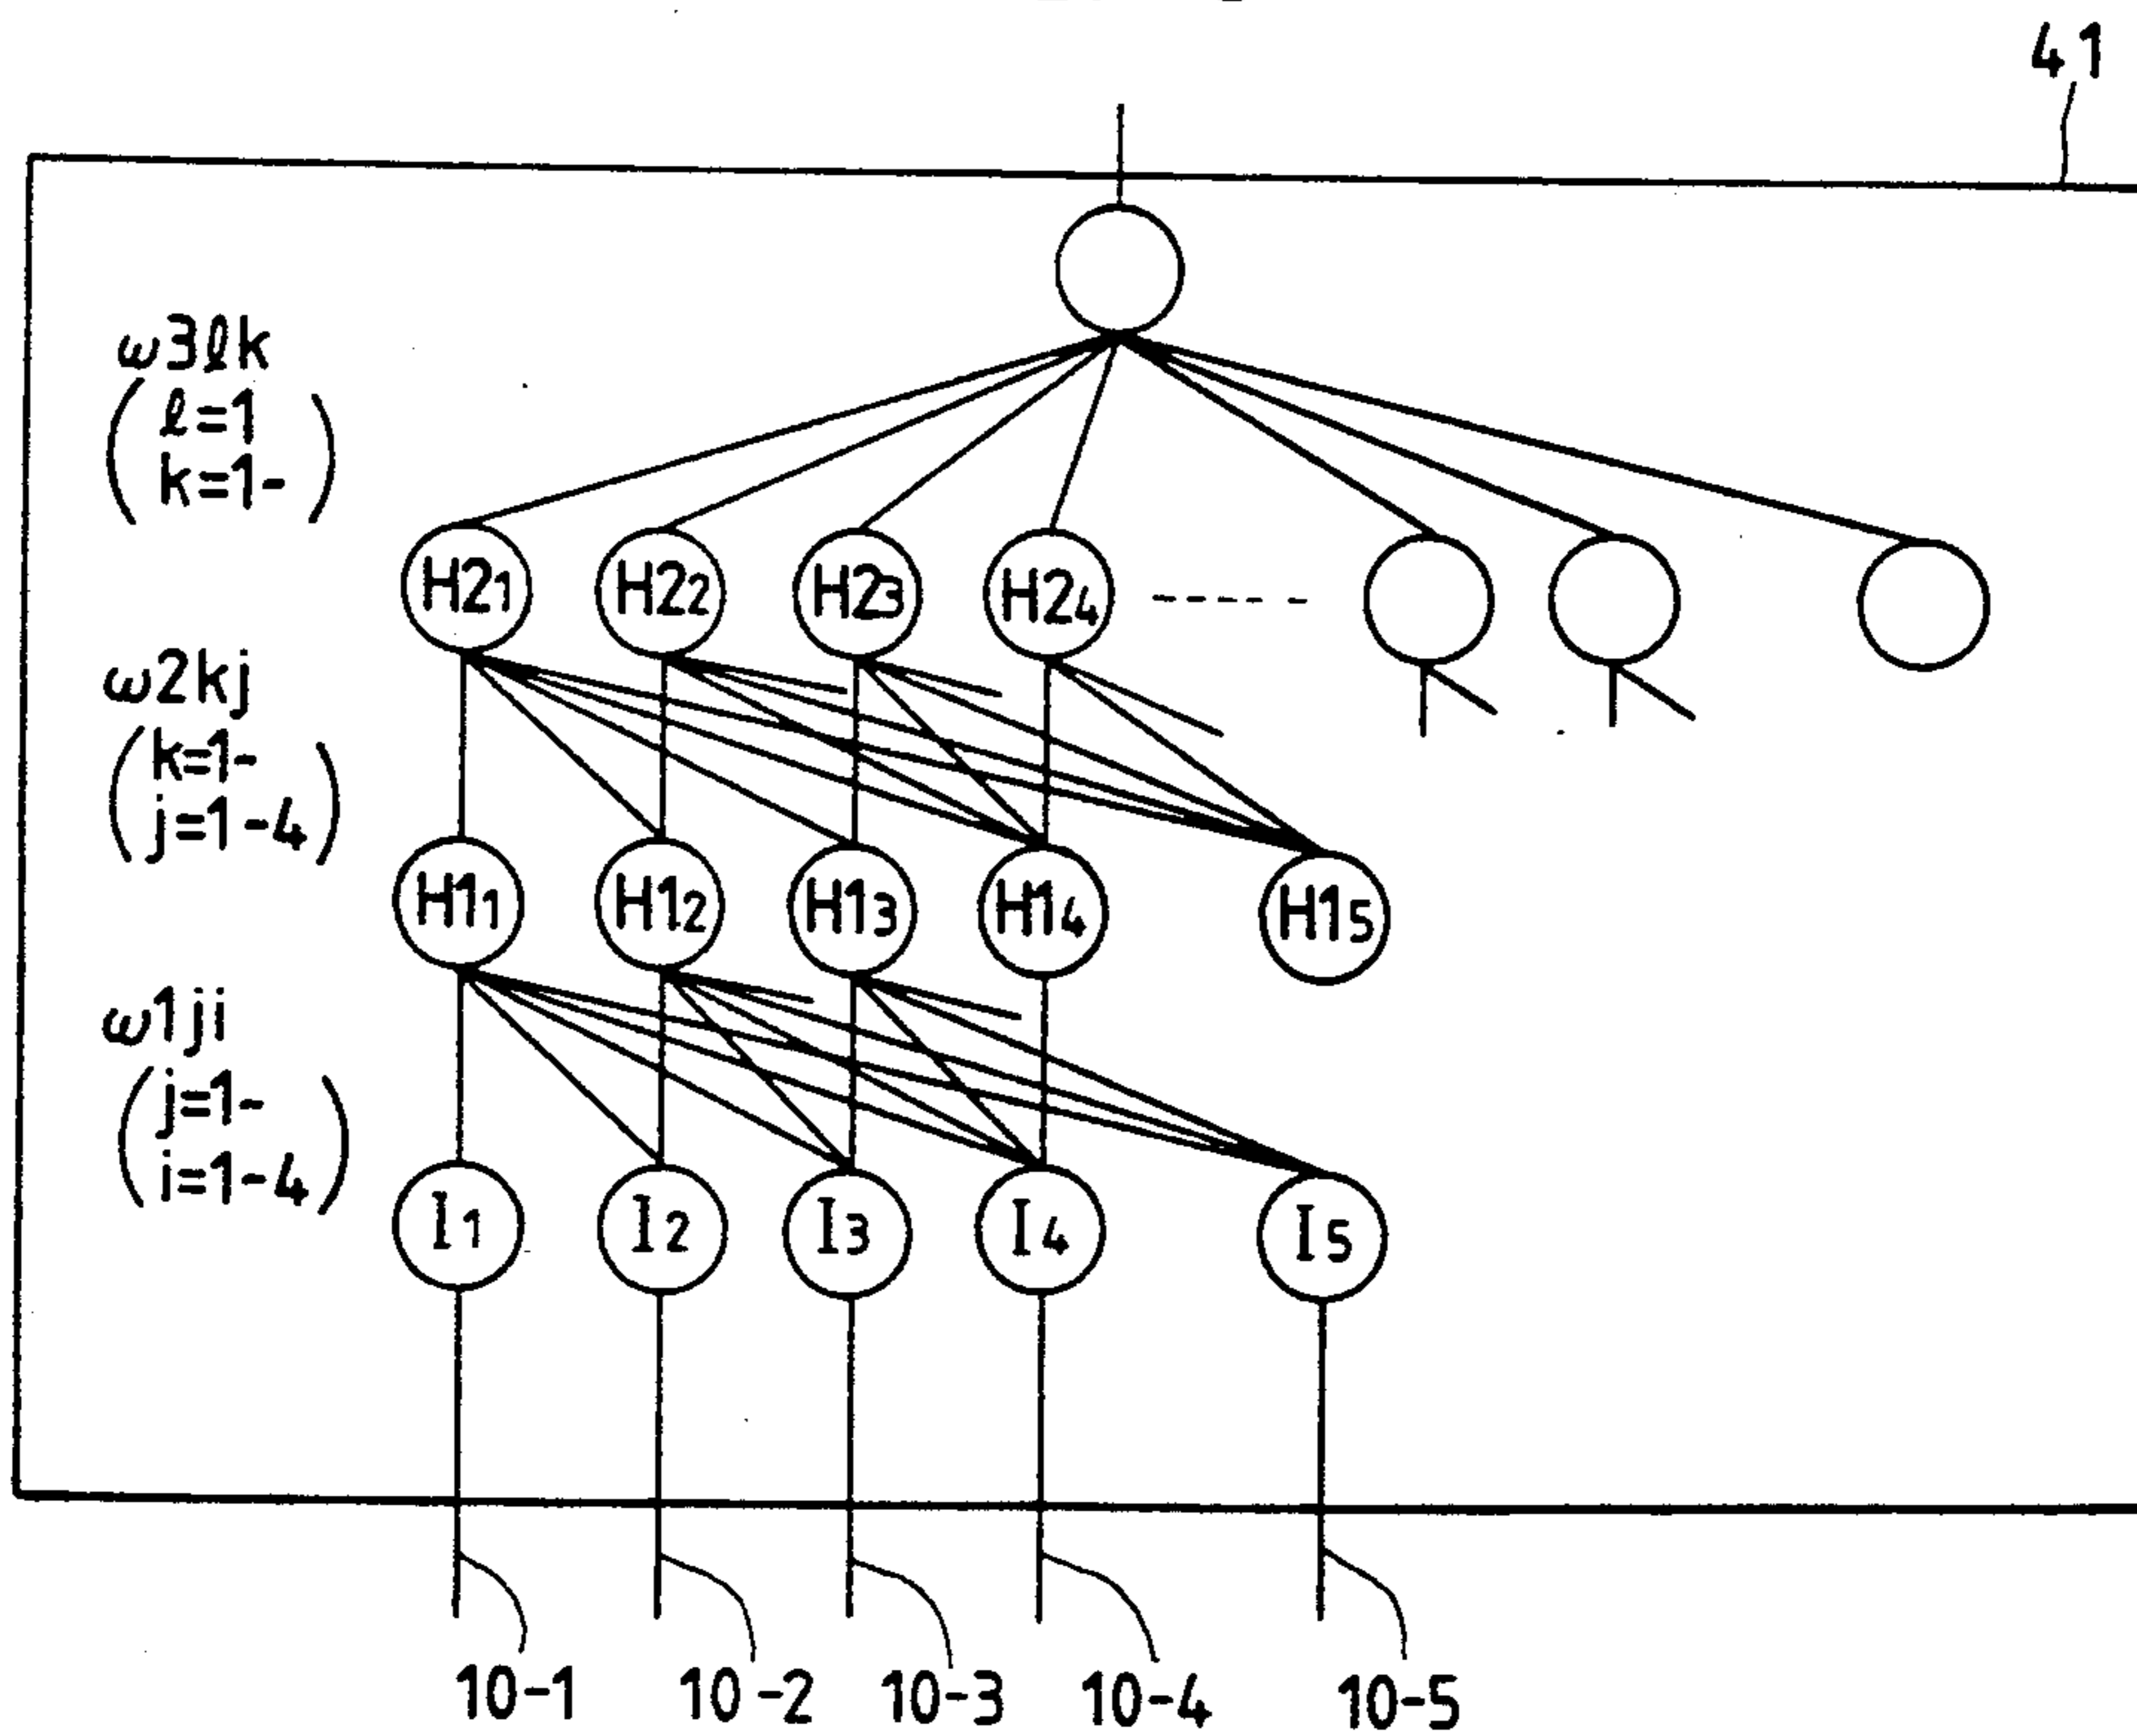 41
ω3ℓk
( ℓ=1
k=1- )
H21 H22 H23 H24 -----
ω2kj
( k=1-
j=1-4 )
H11 H12 H13 H14 H15
ω1ji
( j=1-
i=1-4 )
I1 I2 I3 I4 I5
10-1 10-2 10-3 10-4 10-5